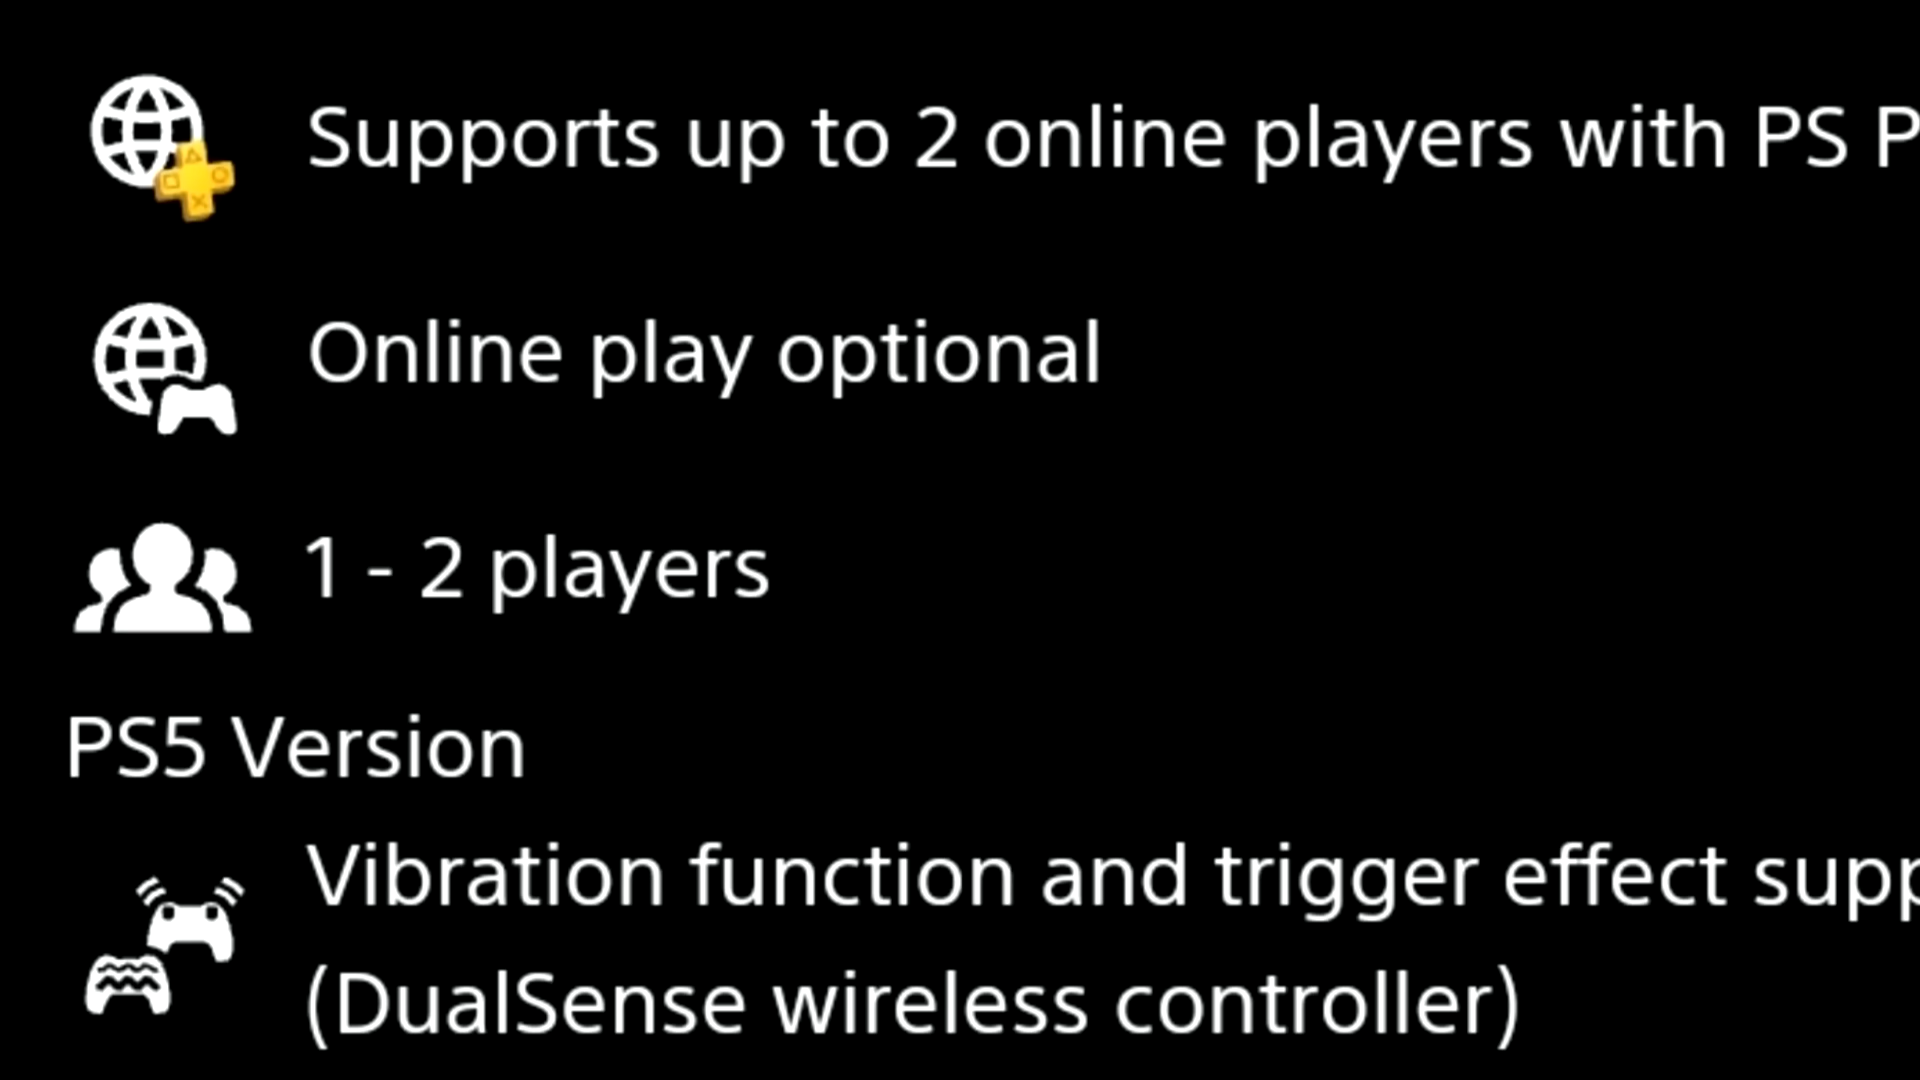 Supports up to 2 online players with PS
Online play optional
1 - 2 players
PS5 Version
Vibration function and trigger effect
(DualSense wireless controller)